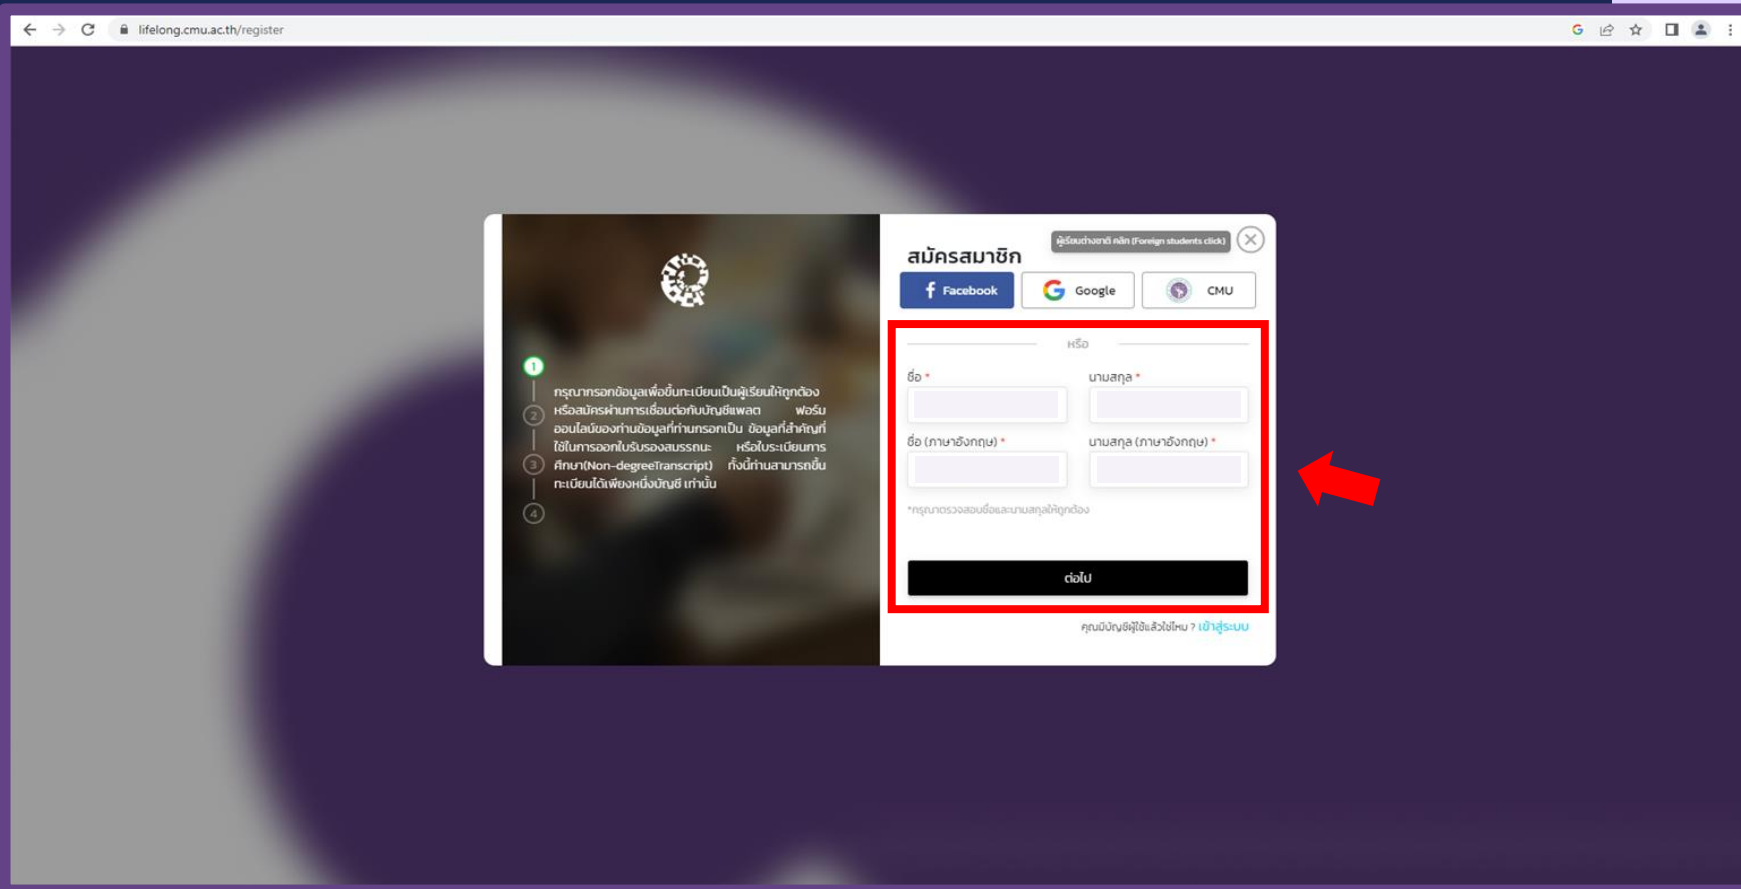 lifelong.cmu.ac.th/register
ผู้เรียนต่างชาติ คลิก (Foreign students click)
สมัครสมาชิก
Facebook
Google
CMU
หรือ
ชื่อ *
นามสกุล *
ชื่อ (ภาษาอังกฤษ) *
นามสกุล (ภาษาอังกฤษ) *
*กรุณาตรวจสอบชื่อและนามสกุลให้ถูกต้อง
ต่อไป
คุณมีบัญชีผู้ใช้แล้วใช่ไหม ? เข้าสู่ระบบ
1
2
3
4
กรุณากรอกข้อมูลเพื่อขึ้นทะเบียนเป็นผู้เรียนให้ถูกต้อง
หรือสมัครผ่านการเชื่อมต่อกับบัญชีแพลต ฟอร์ม
ออนไลน์ของท่านข้อมูลที่ท่านกรอกเป็น ข้อมูลที่สำคัญที่
ใช้ในการออกใบรับรองสมรรถนะ หรือใบระเบียนการ
ศึกษา(Non-degreeTranscript) ทั้งนี้ท่านสามารถขึ้น
ทะเบียนได้เพียงหนึ่งบัญชี เท่านั้น